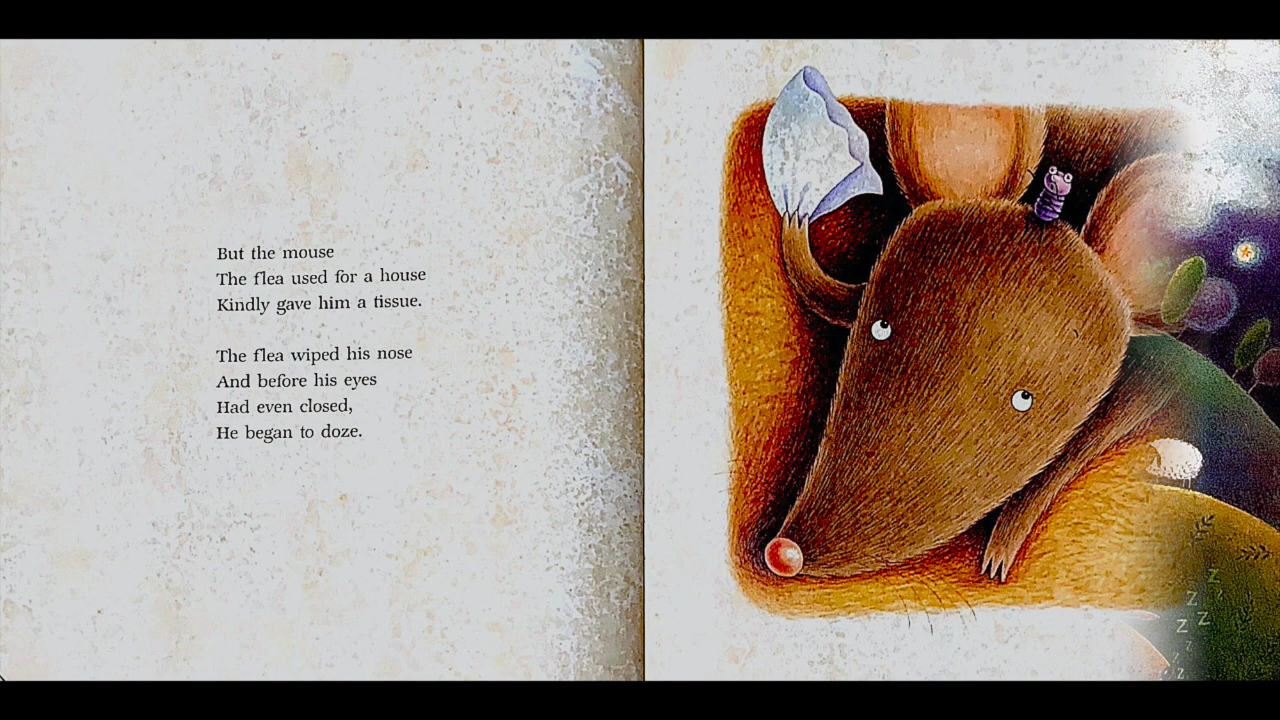 But the mouse
The flea used for a house
Kindly gave him a tissue.
The flea wiped his nose
And before his eyes
Had even closed,
He began to doze.
z
z
z
z
z
z
z